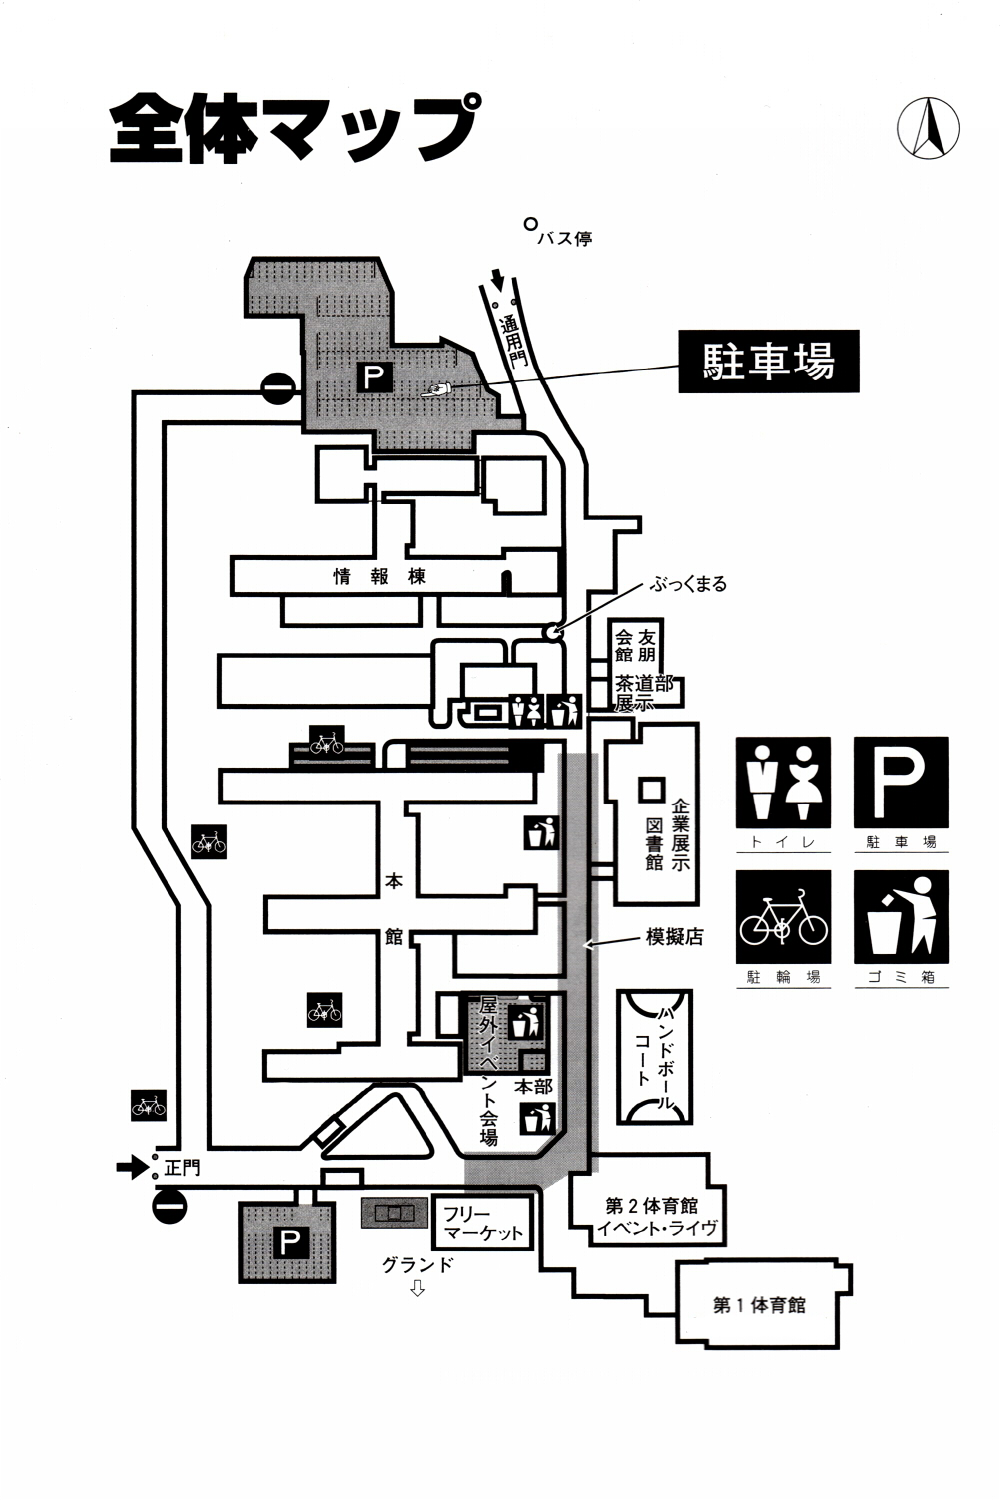 全体マップ
バス停
通用門
駐車場
P
情報棟
ぶっくまる
友朋
会館
茶道部
展示
企業展示
図書館
トイレ
P
駐車場
駐輪場
ゴミ箱
本館
模擬店
屋外イベント会場
本部
ハンドボール
コート
正門
P
フリー
マーケット
グランド
第2体育館
イベント・ライヴ
第1体育館